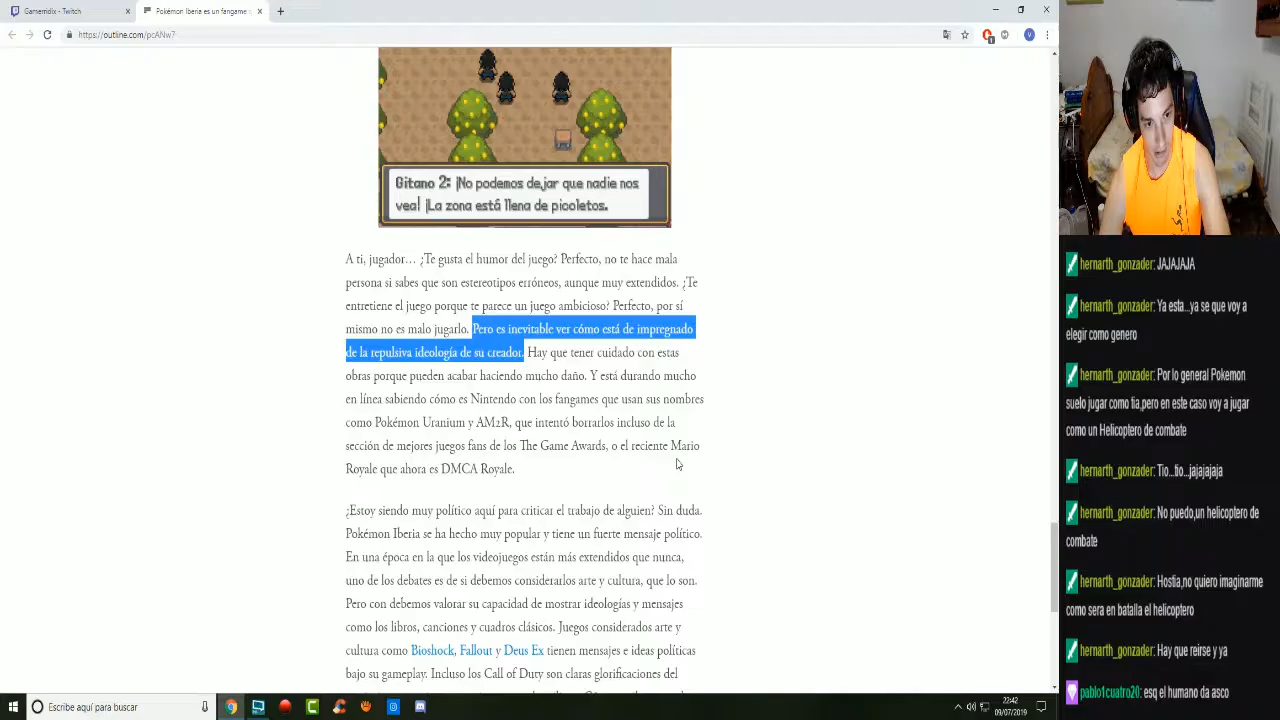 Gamerridix - Twitch
Pokémon Iberia es un fangame
https://outline.com/pcANw7
Gitano 2: ¡No podemos dejar que nadie nos
vea! ¡La zona está llena de picoletos.
A ti, jugador… ¿Te gusta el humor del juego? Perfecto, no te hace mala
persona si sabes que son estereotipos erróneos, aunque muy extendidos. ¿Te
entretiene el juego porque te parece un juego ambicioso? Perfecto, por sí
mismo no es malo jugarlo. Pero es inevitable ver cómo está de impregnado
de la repulsiva ideología de su creador. Hay que tener cuidado con estas
obras porque pueden acabar haciendo mucho daño. Y está durando mucho
en línea sabiendo cómo es Nintendo con los fangames que usan sus nombres
como Pokémon Uranium y AM2R, que intentó borrarlos incluso de la
sección de mejores juegos fans de los The Game Awards, o el reciente Mario
Royale que ahora es DMCA Royale.
¿Estoy siendo muy político aquí para criticar el trabajo de alguien? Sin duda.
Pokémon Iberia se ha hecho muy popular y tiene un fuerte mensaje político.
En una época en la que los videojuegos están más extendidos que nunca,
uno de los debates es de si debemos considerarlos arte y cultura, que lo son.
Pero con debemos valorar su capacidad de mostrar ideologías y mensajes
como los libros, canciones y cuadros clásicos. Juegos considerados arte y
cultura como Bioshock, Fallout y Deus Ex tienen mensajes e ideas políticas
bajo su gameplay. Incluso los Call of Duty son claras glorificaciones del
hernarth_gonzader: JAJAJAJA
hernarth_gonzader: Ya esta...ya se que voy a
elegir como genero
hernarth_gonzader: Por lo general Pokemon
suelo jugar como tia,pero en este caso voy a jugar
como un Helicoptero de combate
hernarth_gonzader: Tio...tio...jajajajaja
hernarth_gonzader: No puedo,un helicoptero de
combate
hernarth_gonzader: Hostia,no quiero imaginarme
como sera en batalla el helicoptero
hernarth_gonzader: Hay que reirse y ya
pablo1cuatro20: esq el humano da asco
Escribe aquí para buscar
22:42
09/07/2019